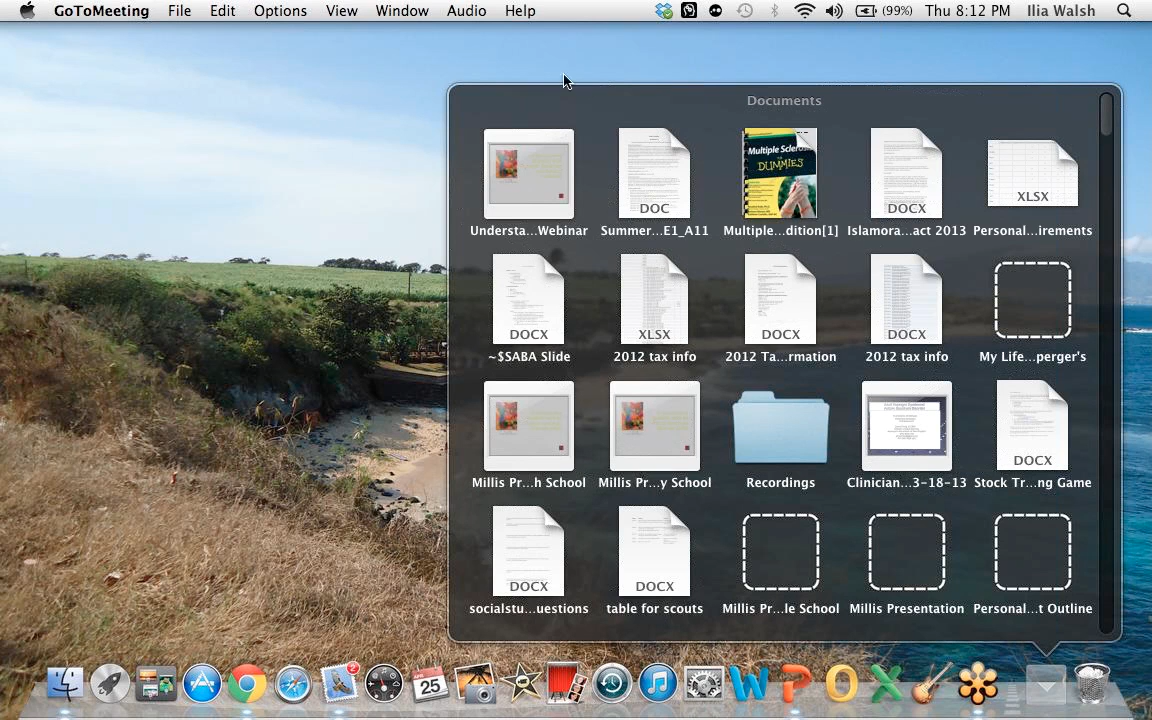 GoToMeeting File Edit Options View Window Audio Help (99%) Thu 8:12 PM Ilia Walsh
Documents
Multiple Scleros
DUMMIES
DOC
DOCX
XLSX
Understa...Webinar Summer...E1_A11 Multiple...dition[1] Islamora...act 2013 Personal...irements
DOCX
XLSX
DOCX
DOCX
~$SABA Slide 2012 tax info 2012 Ta...rmation 2012 tax info My Life...perger's
DOCX
Millis Pr...h School Millis Pr...y School Recordings Clinician...3-18-13 Stock Tr...ng Game
DOCX
DOCX
socialstu...uestions table for scouts Millis Pr...le School Millis Presentation Personal...t Outline
2
APR
25
W P O X